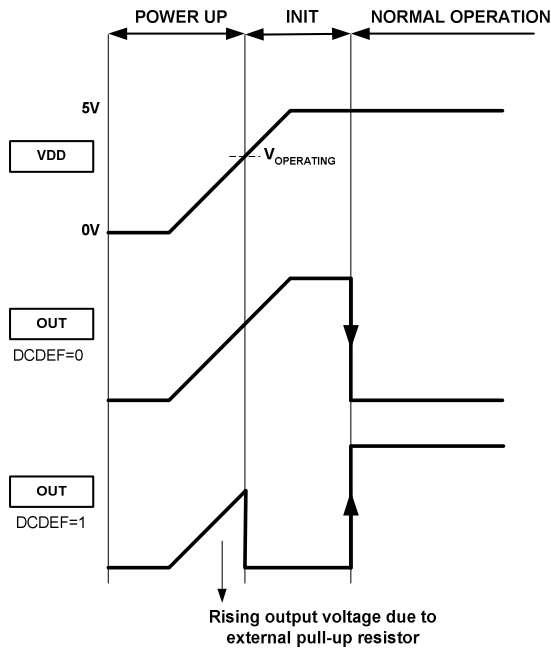 POWER UP
INIT
NORMAL OPERATION
5V
VDD
VOPERATING
0V
OUT
DCDEF=0
OUT
DCDEF=1
Rising output voltage due to
external pull-up resistor